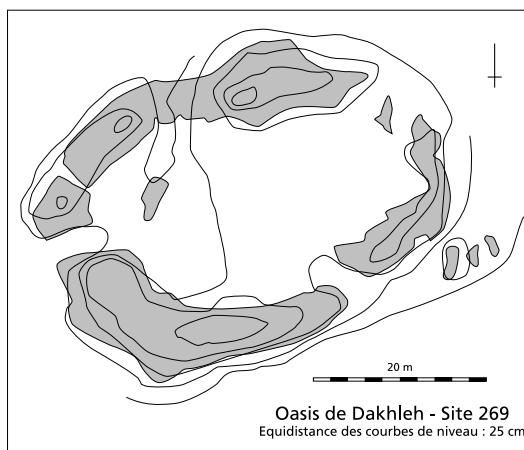 20 m
Oasis de Dakhleh - Site 269
Equidistance des courbes de niveau : 25 cm